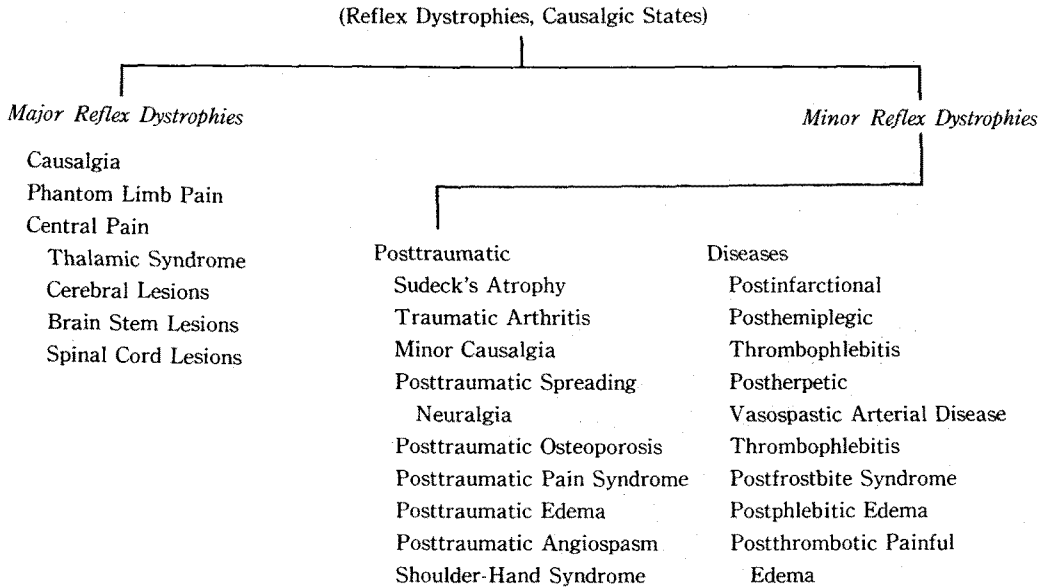 (Reflex Dystrophies, Causalgic States)
Major Reflex Dystrophies
Causalgia
Phantom Limb Pain
Central Pain
Thalamic Syndrome
Cerebral Lesions
Brain Stem Lesions
Spinal Cord Lesions
Minor Reflex Dystrophies
Posttraumatic
Sudeck's Atrophy
Traumatic Arthritis
Minor Causalgia
Posttraumatic Spreading
Neuralgia
Posttraumatic Osteoporosis
Posttraumatic Pain Syndrome
Posttraumatic Edema
Posttraumatic Angiospasm
Shoulder-Hand Syndrome
Diseases
Postinfarctional
Posthemiplegic
Thrombophlebitis
Postherpetic
Vasospastic Arterial Disease
Thrombophlebitis
Postfrostbite Syndrome
Postphlebitic Edema
Postthrombotic Painful
Edema